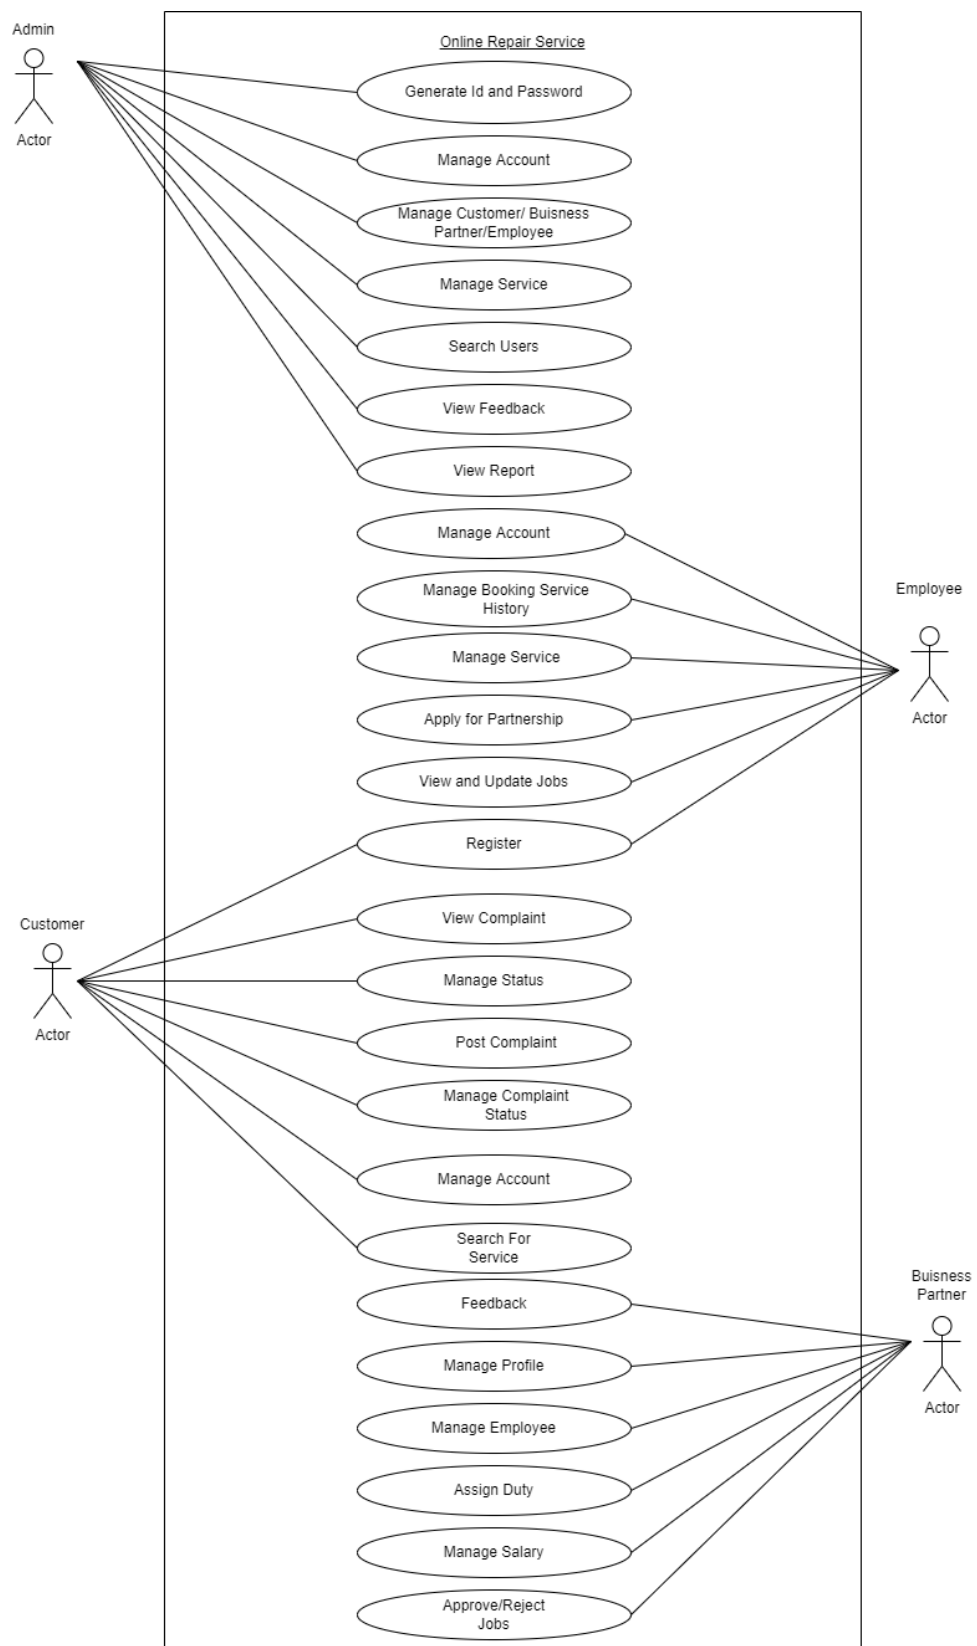 Admin
Actor
Online Repair Service
Generate Id and Password
Manage Account
Manage Customer/ Buisness
Partner/Employee
Manage Service
Search Users
View Feedback
View Report
Manage Account
Manage Booking Service
History
Manage Service
Apply for Partnership
View and Update Jobs
Register
Employee
Actor
Customer
Actor
View Complaint
Manage Status
Post Complaint
Manage Complaint
Status
Manage Account
Search For
Service
Feedback
Manage Profile
Manage Employee
Assign Duty
Manage Salary
Approve/Reject
Jobs
Buisness
Partner
Actor